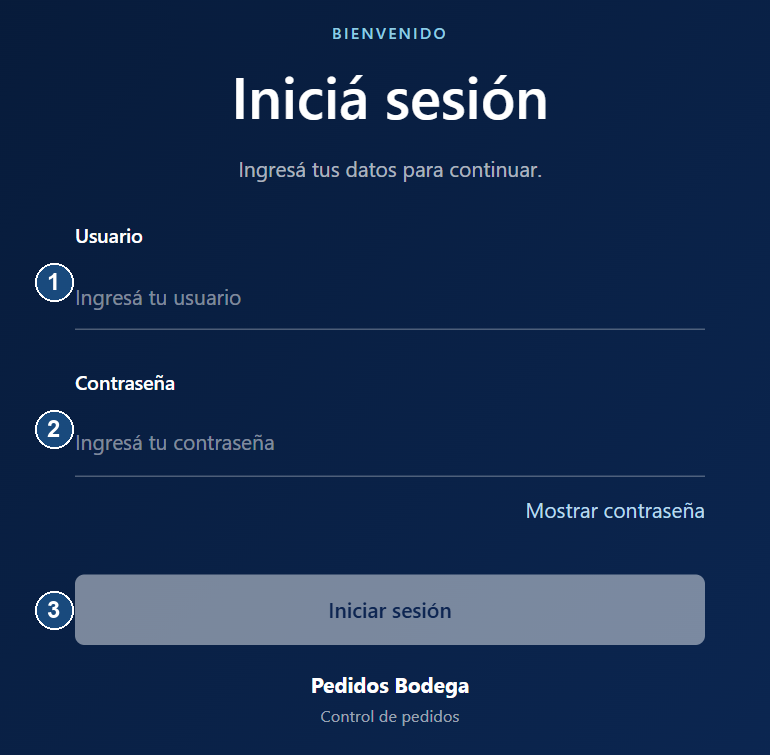 BIENVENIDO
Iniciá sesión
Ingresá tus datos para continuar.
Usuario
1
Ingresá tu usuario
Contraseña
2
Ingresá tu contraseña
Mostrar contraseña
3
Iniciar sesión
Pedidos Bodega
Control de pedidos